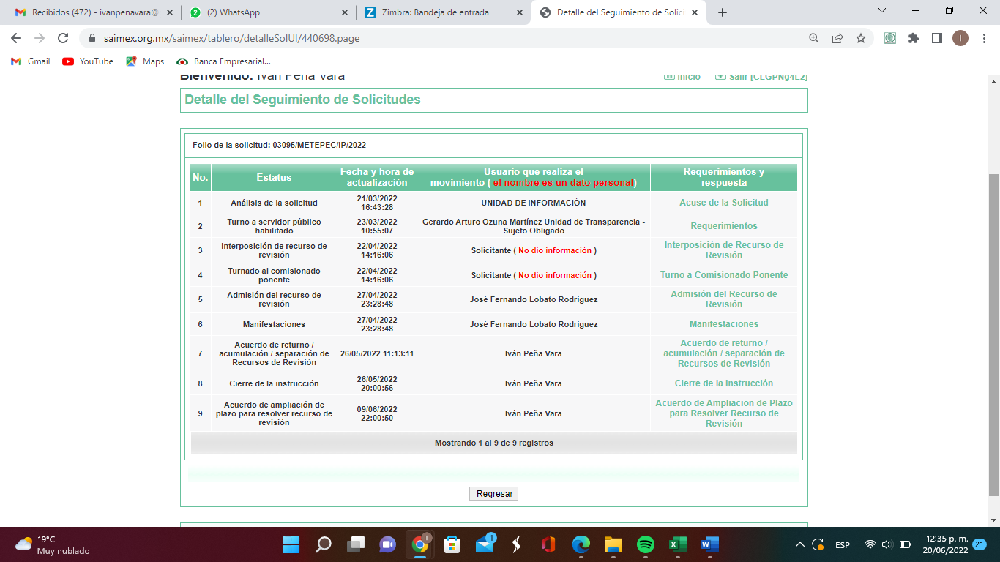 Recibidos (472) - ivanpenavara@
(2) WhatsApp
Zimbra: Bandeja de entrada
Detalle del Seguimiento de Solici
saimex.org.mx/saimex/tablero/detalleSolUI/440698.page
I
Gmail
YouTube
Maps
Banca Empresarial...
Bienvenido: Iván Peña Vara
Inicio
Salir [CLGPNg4L2]
Detalle del Seguimiento de Solicitudes
Folio de la solicitud: 03095/METEPEC/IP/2022
No.
Estatus
Fecha y hora de
actualización
Usuario que realiza el
movimiento ( el nombre es un dato personal)
Requerimientos y
respuesta
1
Análisis de la solicitud
21/03/2022
16:43:28
UNIDAD DE INFORMACIÓN
Acuse de la Solicitud
2
Turno a servidor público
habilitado
23/03/2022
10:55:07
Gerardo Arturo Ozuna Martínez Unidad de Transparencia -
Sujeto Obligado
Requerimientos
3
Interposición de recurso de
revisión
22/04/2022
14:16:06
Solicitante ( No dio información )
Interposición de Recurso de
Revisión
4
Turnado al comisionado
ponente
22/04/2022
14:16:06
Solicitante ( No dio información )
Turno a Comisionado Ponente
5
Admisión del recurso de
revisión
27/04/2022
23:28:48
José Fernando Lobato Rodríguez
Admisión del Recurso de
Revisión
6
Manifestaciones
27/04/2022
23:28:48
José Fernando Lobato Rodríguez
Manifestaciones
7
Acuerdo de returno /
acumulación / separación de
Recursos de Revisión
26/05/2022 11:13:11
Iván Peña Vara
Acuerdo de returno /
acumulación / separación de
Recursos de Revisión
8
Cierre de la instrucción
26/05/2022
20:00:56
Iván Peña Vara
Cierre de la Instrucción
9
Acuerdo de ampliación de
plazo para resolver recurso de
revisión
09/06/2022
22:00:50
Iván Peña Vara
Acuerdo de Ampliacion de Plazo
para Resolver Recurso de
Revisión
Mostrando 1 al 9 de 9 registros
Regresar
19°C
Muy nublado
I
1
ESP
12:35 p. m.
20/06/2022
21